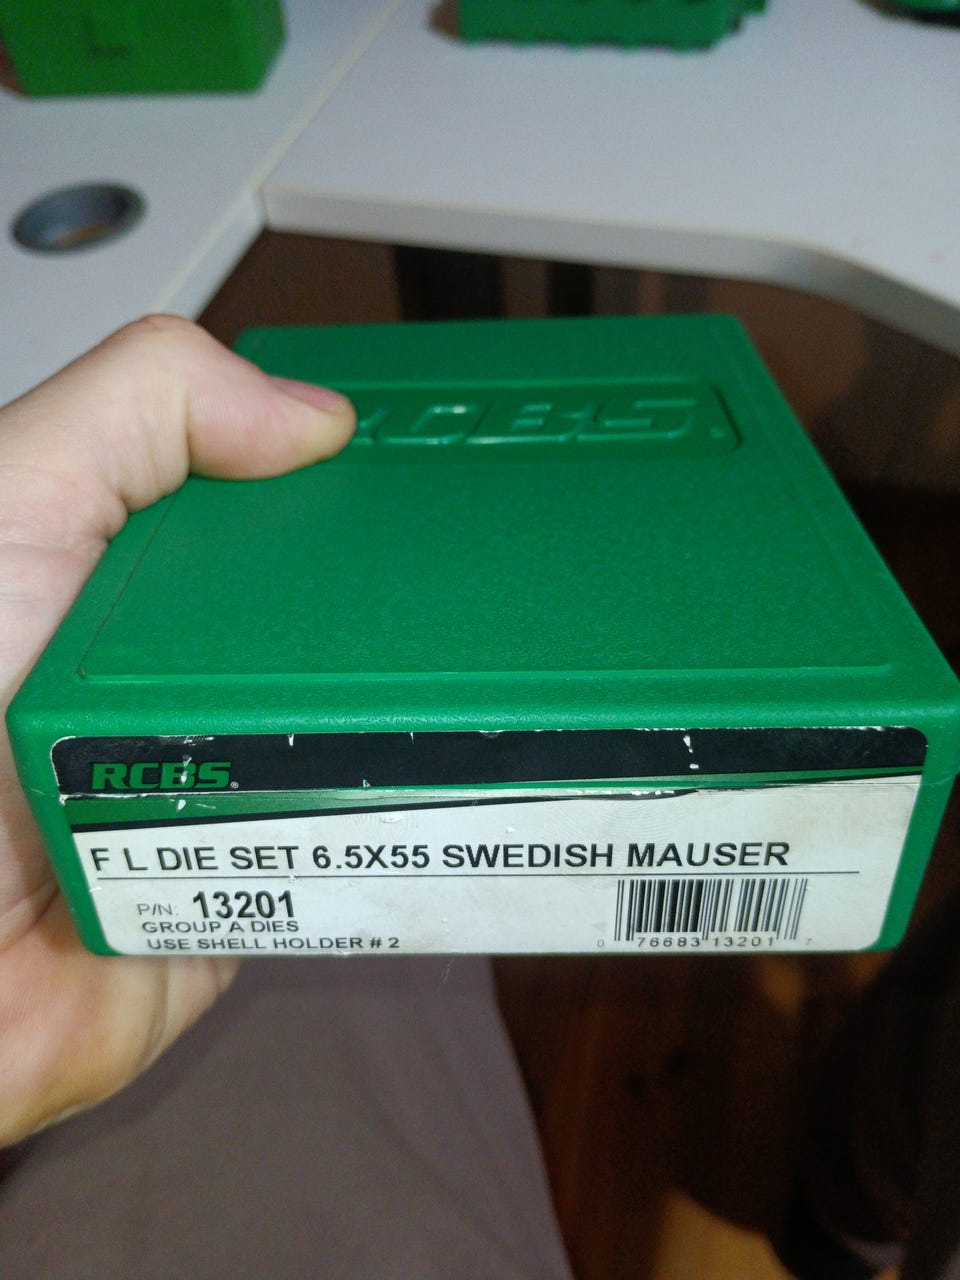 L
RCBS
RCBS®
F L DIE SET 6.5X55 SWEDISH MAUSER
P/N: 13201
GROUP A DIES
USE SHELL HOLDER # 2
0 76683 13201 7